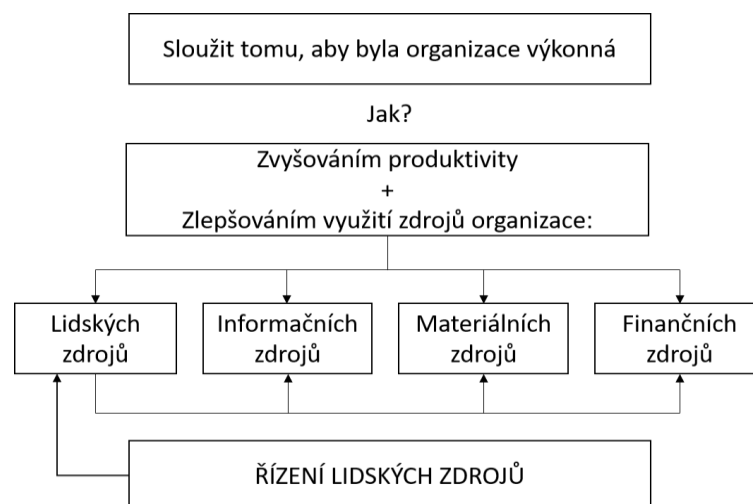 Sloužit tomu, aby byla organizace výkonná
Jak?
Zvyšováním produktivity
+
Zlepšováním využití zdrojů organizace:
Lidských
zdrojů
Informačních
zdrojů
Materiálních
zdrojů
Finančních
zdrojů
ŘÍZENÍ LIDSKÝCH ZDROJŮ